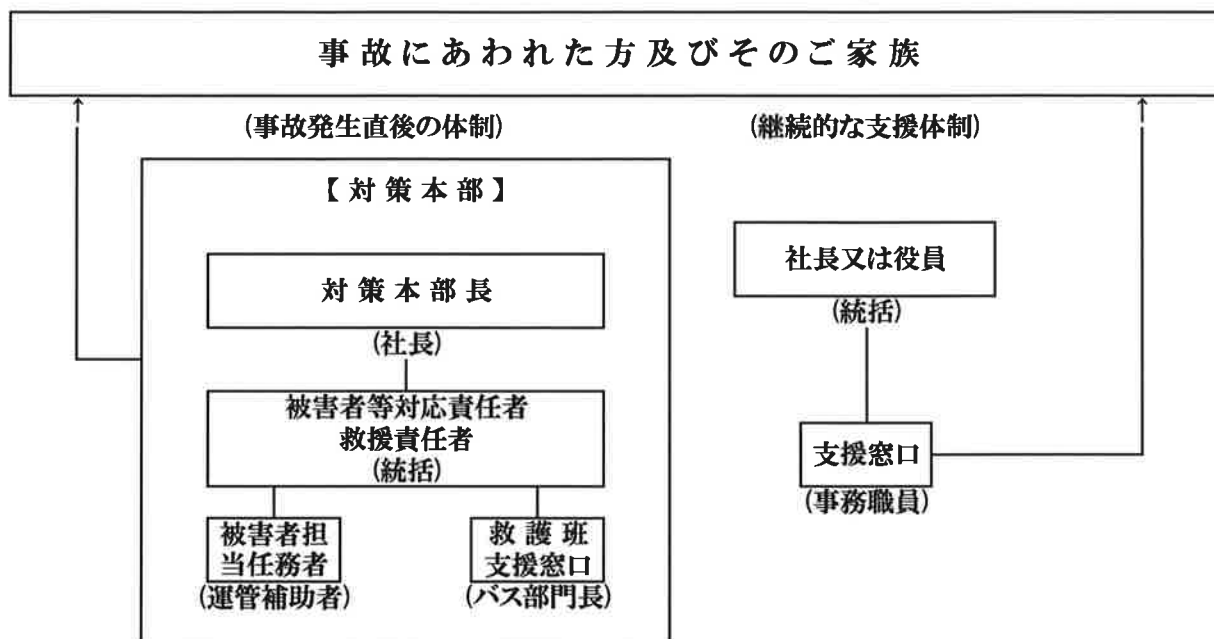 事故にあわれた方及びそのご家族
(事故発生直後の体制)
(継続的な支援体制)
【対策本部】
対策本部長
(社長)
被害者等対応責任者
救援責任者
(統括)
被害者担
当任務者
(運管補助者)
救護班
支援窓口
(バス部門長)
社長又は役員
(統括)
支援窓口
(事務職員)